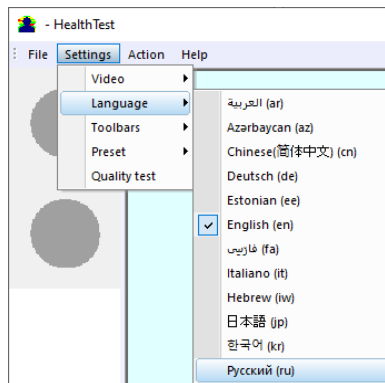 - HealthTest
File Settings Action Help
Video
Language
Toolbars
Preset
Quality test
العربية (ar)
Azərbaycan (az)
Chinese(简体中文) (cn)
Deutsch (de)
Estonian (ee)
English (en)
فارسی (fa)
Italiano (it)
Hebrew (iw)
日本語 (jp)
한국어 (kr)
Русский (ru)